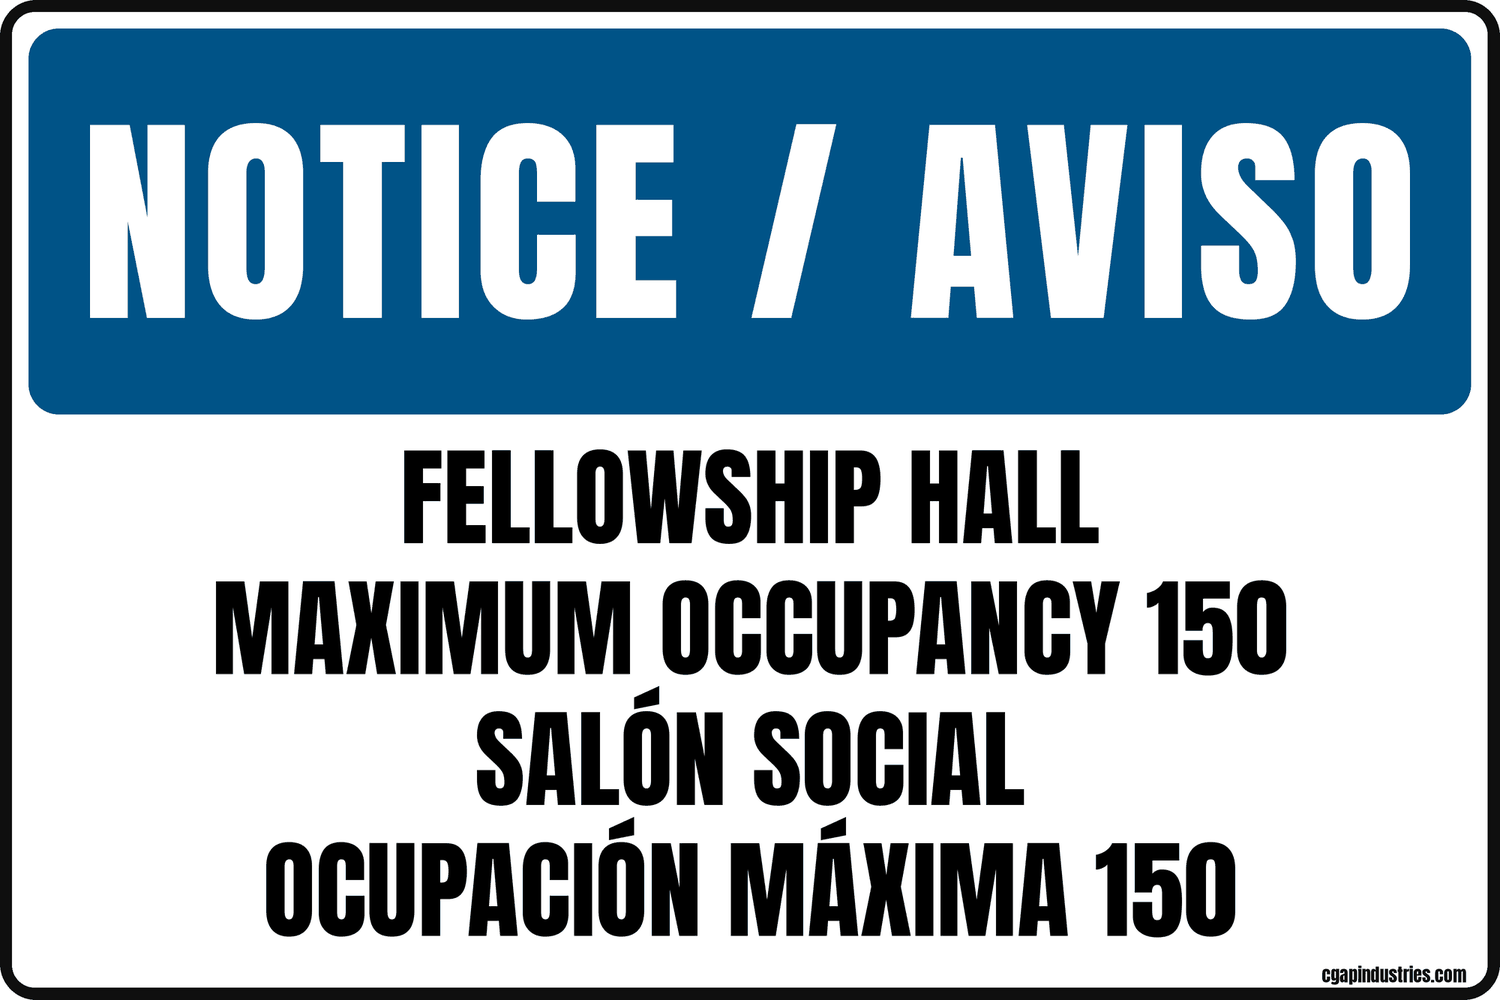 NOTICE / AVISO
FELLOWSHIP HALL
MAXIMUM OCCUPANCY 150
SALÓN SOCIAL
OCUPACIÓN MÁXIMA 150
cgapindustries.com